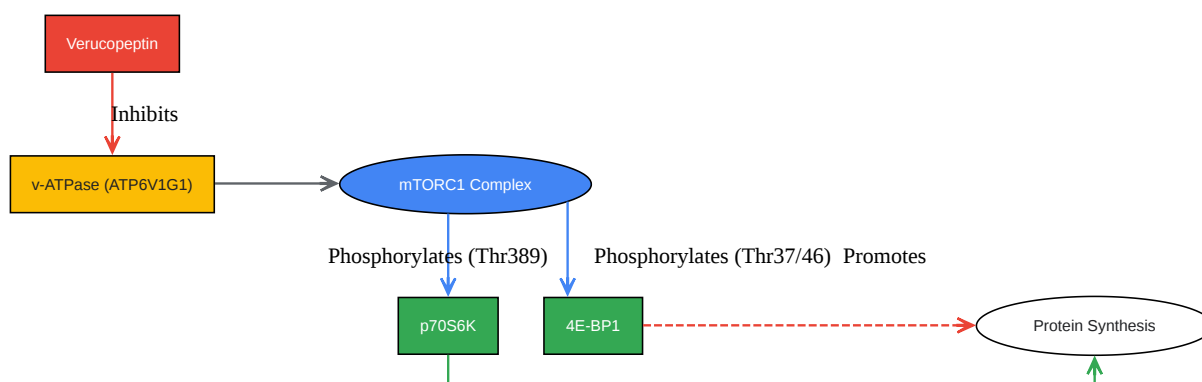 Verucopeptin
Inhibits
v-ATPase (ATP6V1G1)
mTORC1 Complex
Phosphorylates (Thr389)
Phosphorylates (Thr37/46)
Promotes
p70S6K
4E-BP1
Protein Synthesis